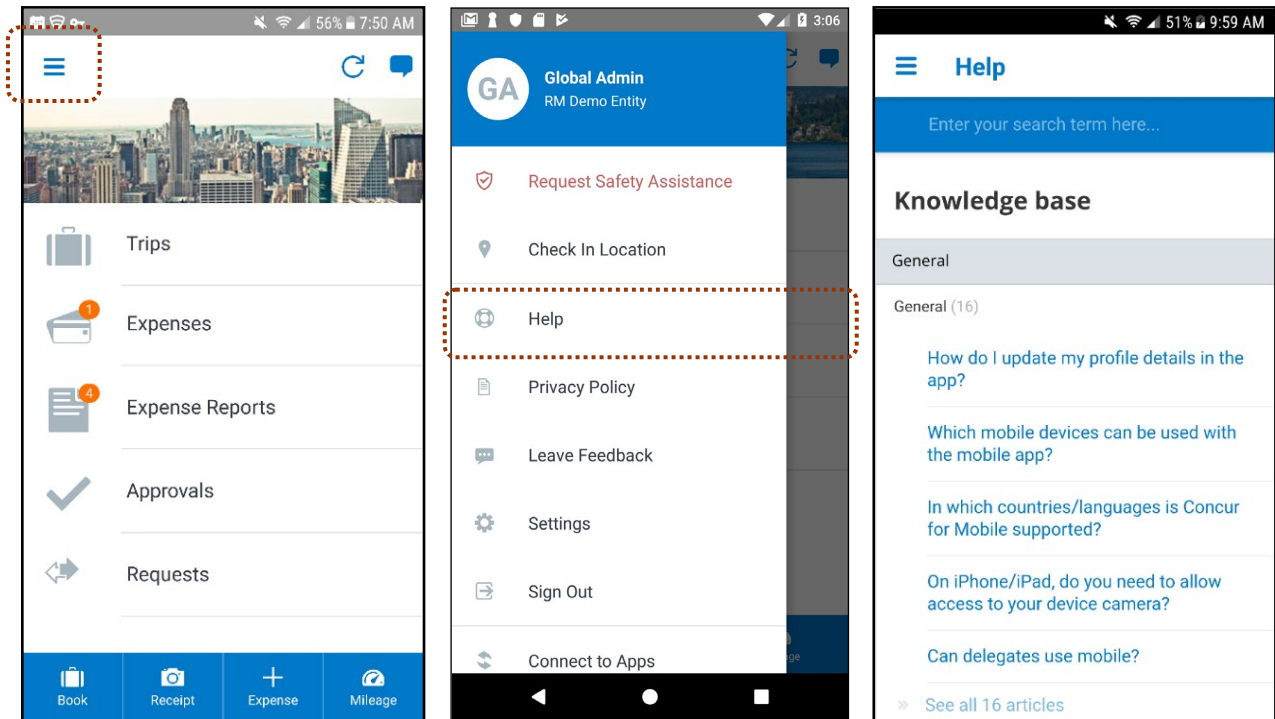 56% 7:50 AM
Trips
1
Expenses
4
Expense Reports
Approvals
Requests
Book
Receipt
Expense
Mileage
3:06
GA
Global Admin
RM Demo Entity
Request Safety Assistance
Check In Location
Help
Privacy Policy
Leave Feedback
Settings
Sign Out
Connect to Apps
ge
51% 9:59 AM
Help
Enter your search term here...
Knowledge base
General
General (16)
How do I update my profile details in the
app?
Which mobile devices can be used with
the mobile app?
In which countries/languages is Concur
for Mobile supported?
On iPhone/iPad, do you need to allow
access to your device camera?
Can delegates use mobile?
» See all 16 articles